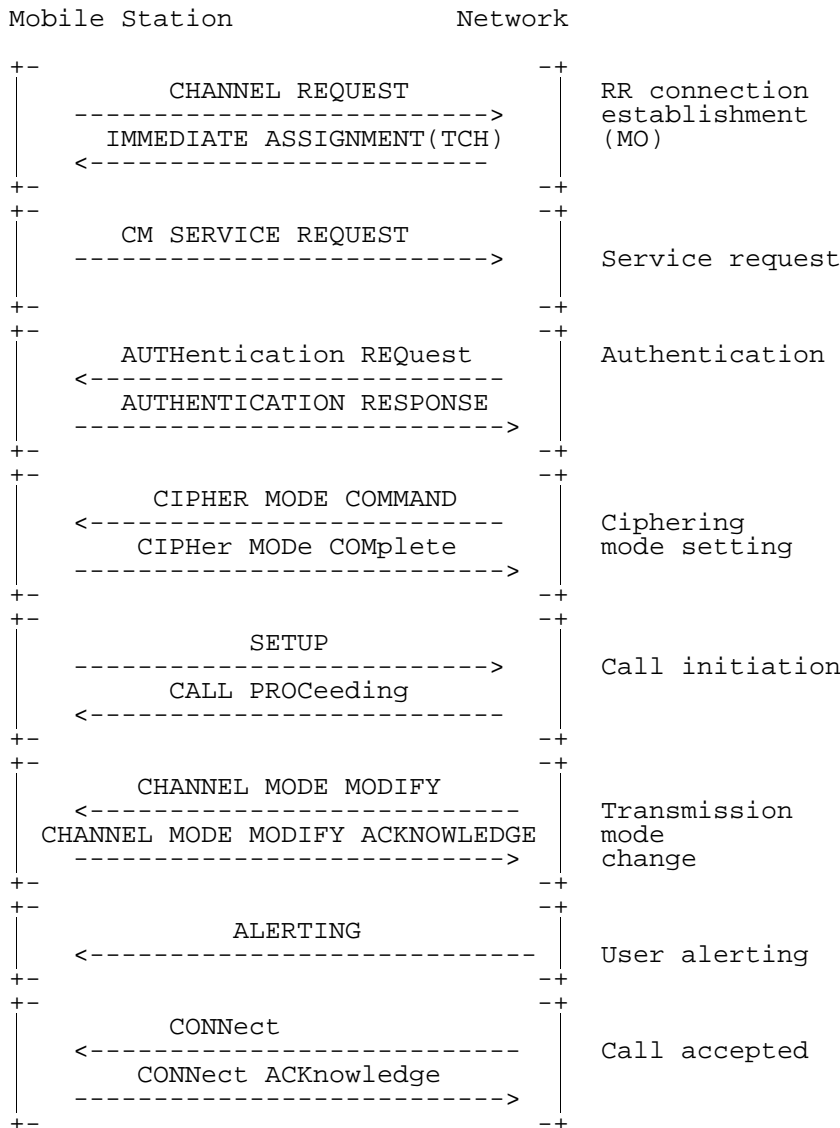 Mobile Station Network
CHANNEL REQUEST RR connection
establishment
IMMEDIATE ASSIGNMENT(TCH) (MO)
CM SERVICE REQUEST
Service request
AUTHentication REQuest Authentication
AUTHENTICATION RESPONSE
CIPHER MODE COMMAND
Ciphering
CIPHer MODe COMplete mode setting
SETUP
Call initiation
CALL PROCeeding
CHANNEL MODE MODIFY
Transmission
CHANNEL MODE MODIFY ACKNOWLEDGE mode
change
ALERTING
User alerting
CONNect
Call accepted
CONNect ACKnowledge